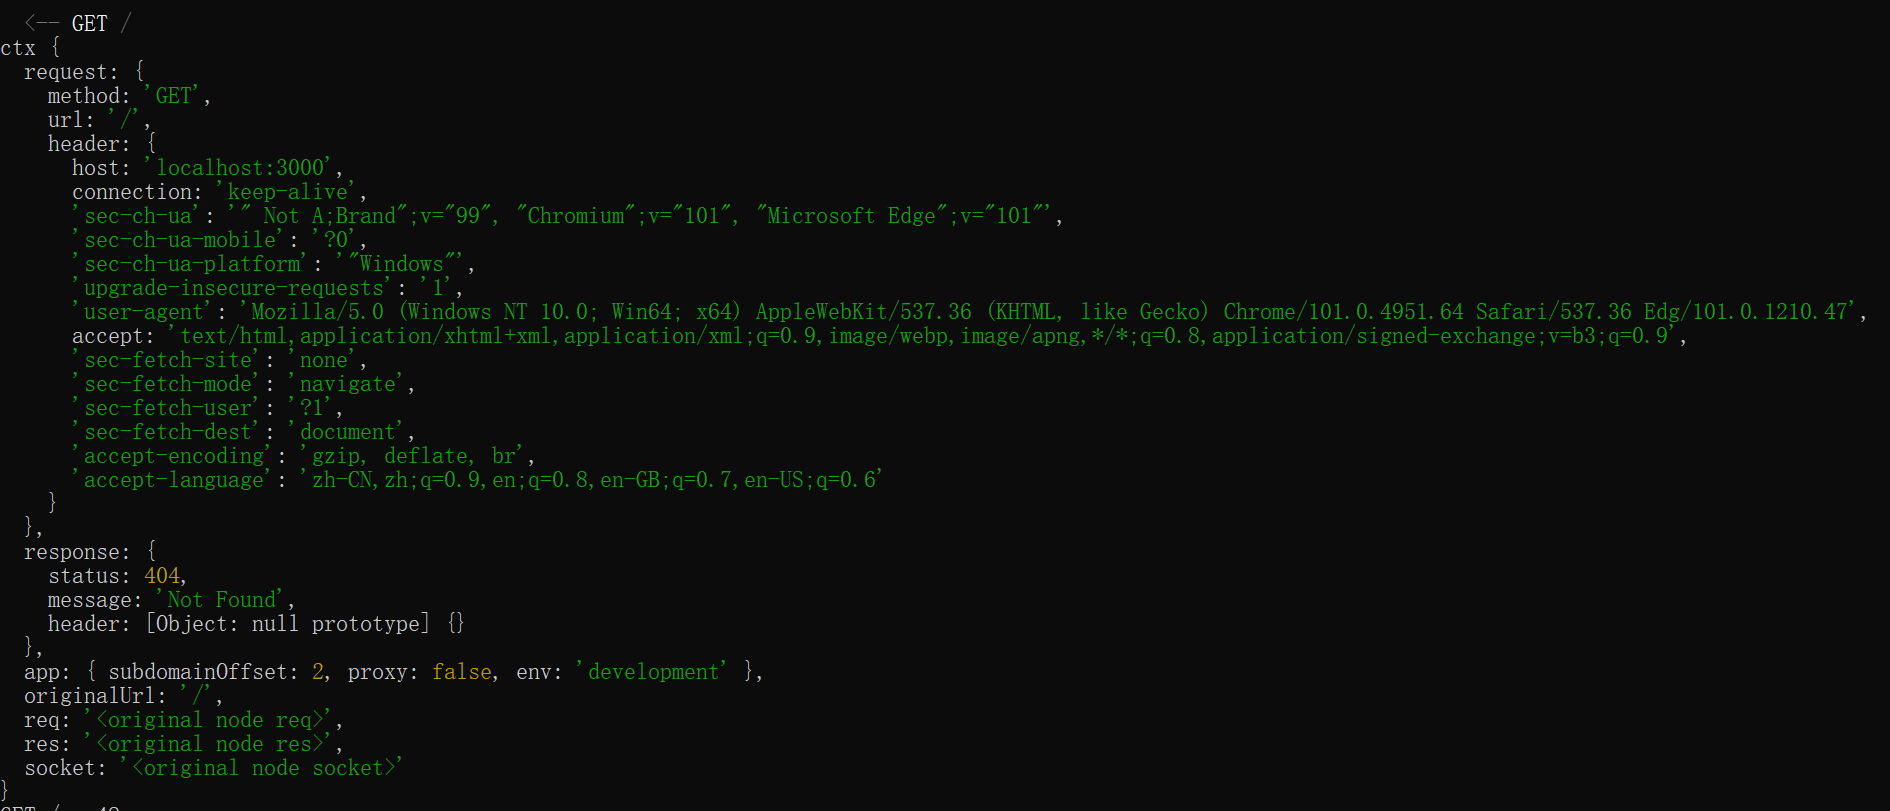 <-- GET /
ctx {
  request: {
    method: 'GET',
    url: '/',
    header: {
      host: 'localhost:3000',
      connection: 'keep-alive',
      'sec-ch-ua': '" Not A;Brand";v="99", "Chromium";v="101", "Microsoft Edge";v="101"',
      'sec-ch-ua-mobile': '?0',
      'sec-ch-ua-platform': '"Windows"',
      'upgrade-insecure-requests': '1',
      'user-agent': 'Mozilla/5.0 (Windows NT 10.0; Win64; x64) AppleWebKit/537.36 (KHTML, like Gecko) Chrome/101.0.4951.64 Safari/537.36 Edg/101.0.1210.47',
      accept: 'text/html,application/xhtml+xml,application/xml;q=0.9,image/webp,image/apng,*/*;q=0.8,application/signed-exchange;v=b3;q=0.9',
      'sec-fetch-site': 'none',
      'sec-fetch-mode': 'navigate',
      'sec-fetch-user': '?1',
      'sec-fetch-dest': 'document',
      'accept-encoding': 'gzip, deflate, br',
      'accept-language': 'zh-CN,zh;q=0.9,en;q=0.8,en-GB;q=0.7,en-US;q=0.6'
    }
  },
  response: {
    status: 404,
    message: 'Not Found',
    header: [Object: null prototype] {}
  },
  app: { subdomainOffset: 2, proxy: false, env: 'development' },
  originalUrl: '/',
  req: '<original node req>',
  res: '<original node res>',
  socket: '<original node socket>'
}